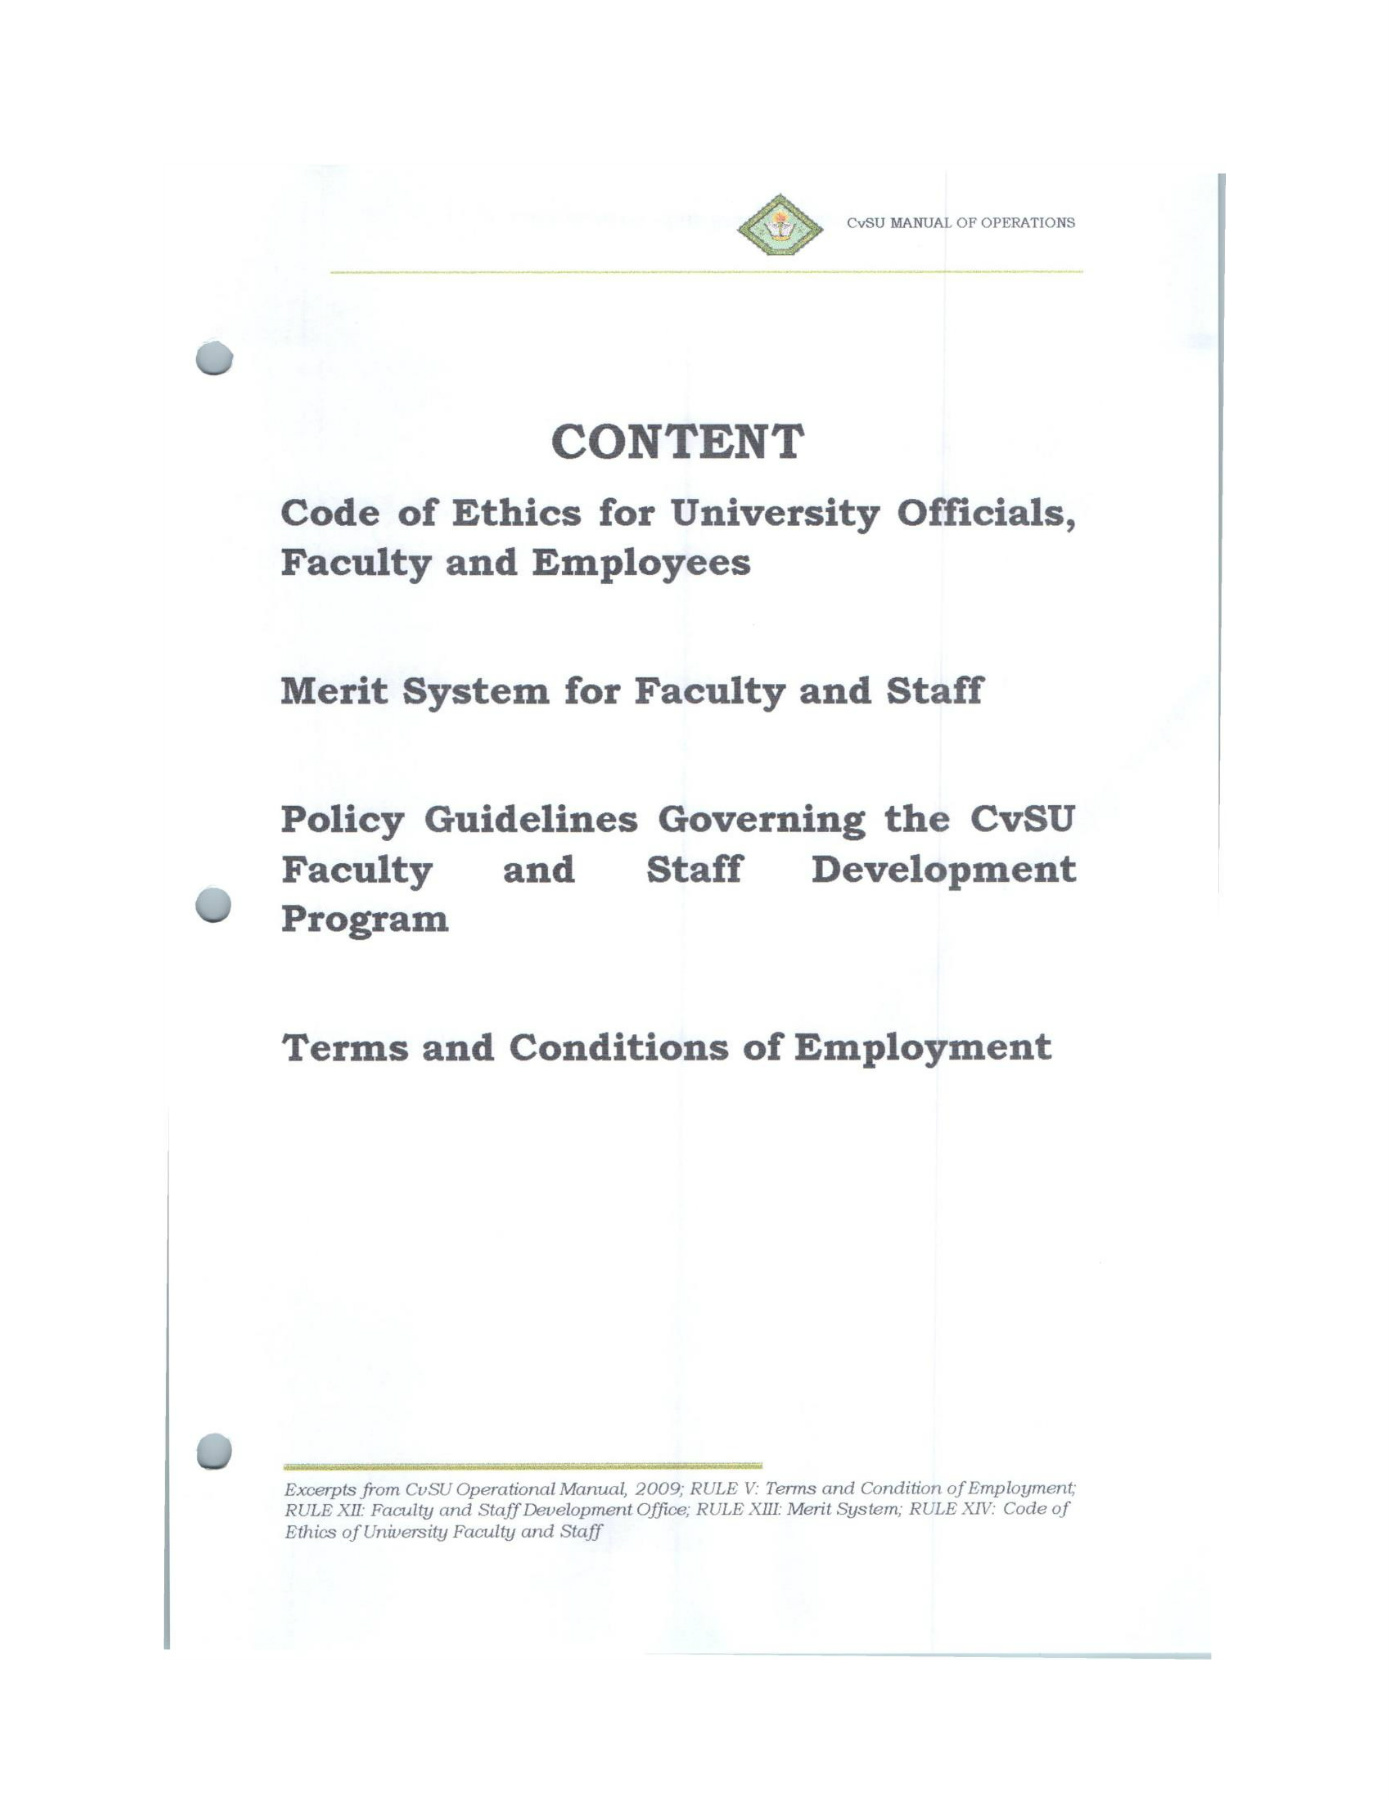 CvSU MANUAL OF OPERATIONS
CONTENT
Code of Ethics for University Officials,
Faculty and Employees
Merit System for Faculty and Staff
Policy Guidelines Governing the CvSU
Faculty and Staff Development
Program
Terms and Conditions of Employment
Excerpts from CvSU Operational Manual, 2009; RULE V: Terms and Condition of Employment;
RULE XII: Faculty and Staff Development Office; RULE XIII: Merit System; RULE XIV: Code of
Ethics of University Faculty and Staff